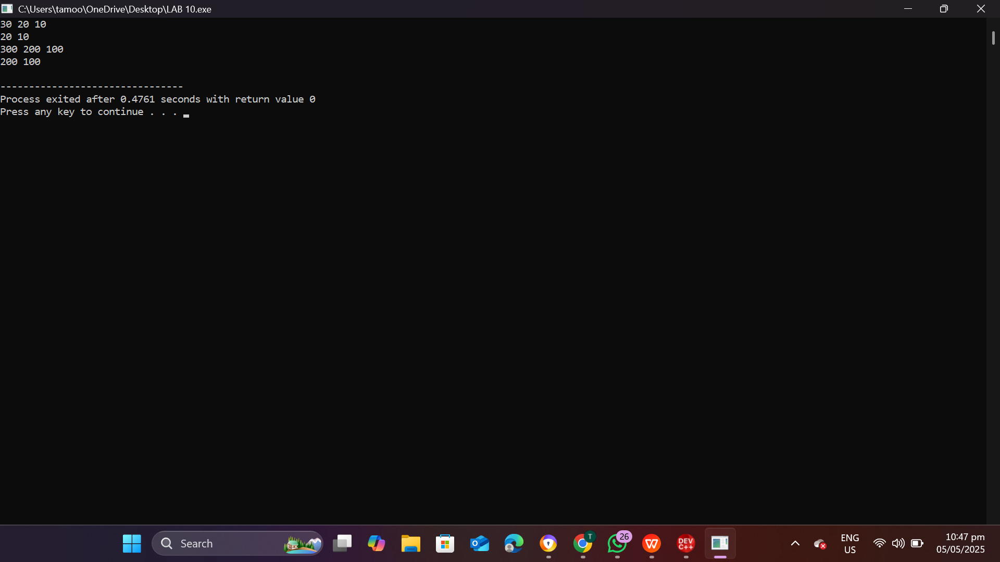 C:\Users\tamoo\OneDrive\Desktop\LAB 10.exe
30 20 10
20 10
300 200 100
200 100
--------------------------------
Process exited after 0.4761 seconds with return value 0
Press any key to continue . . .
Search
T
26
DEV
C++
ENG
US
10:47 pm
05/05/2025